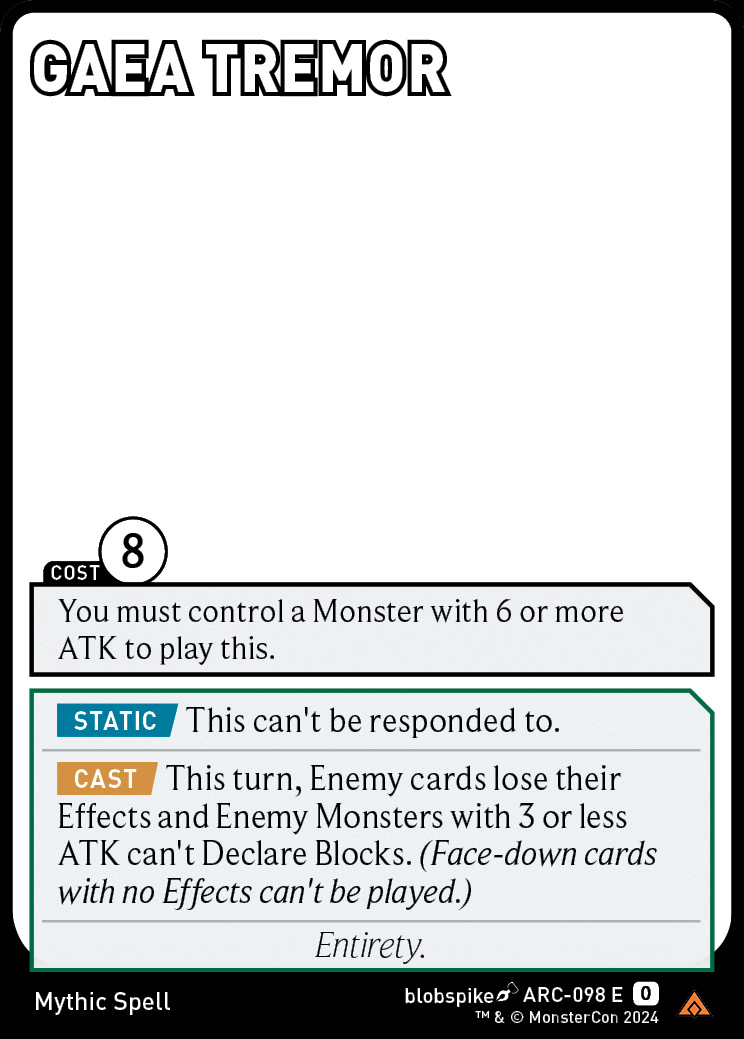 GAEA TREMOR
8
COST
You must control a Monster with 6 or more
ATK to play this.
STATIC This can't be responded to.
CAST This turn, Enemy cards lose their
Effects and Enemy Monsters with 3 or less
ATK can't Declare Blocks. (Face-down cards
with no Effects can't be played.)
Entirety.
Mythic Spell
blobspike ARC-098 E 0
™ & © MonsterCon 2024